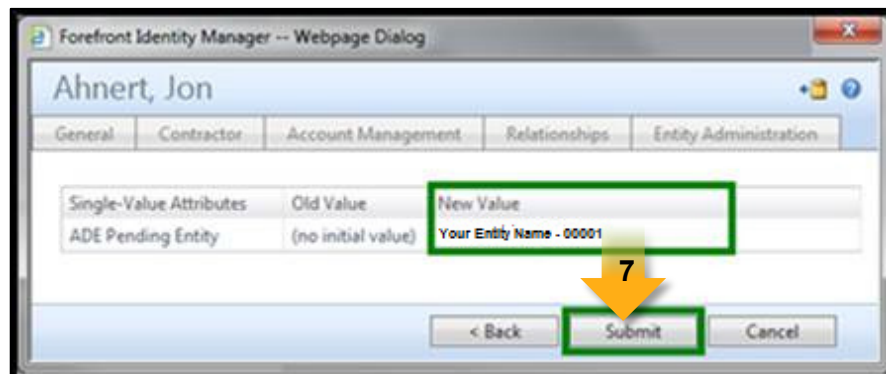 Forefront Identity Manager -- Webpage Dialog
Ahnert, Jon
General Contractor Account Management Relationships Entity Administration
Single-Value Attributes Old Value New Value
ADE Pending Entity (no initial value) Your Entity Name - 00001
7
< Back Submit Cancel